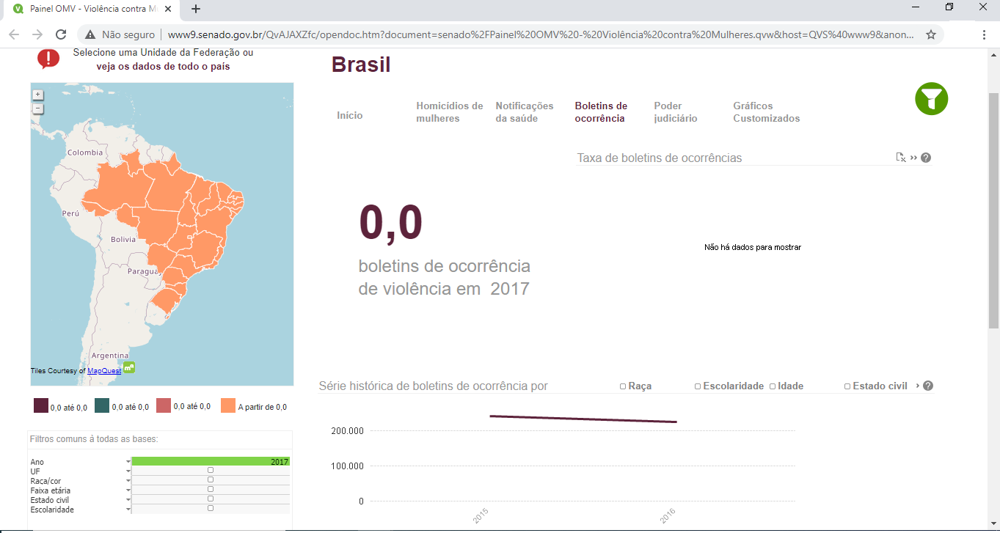 Painel OMV - Violência contra M
Não seguro
www9.senado.gov.br/QvAJAXZfc/opendoc.htm?document=senado%2FPainel%20OMV%20-%20Violência%20contra%20Mulheres.qvw&host=QVS%40www9&anon...
Selecione uma Unidade da Federação ou
veja os dados de todo o país
Brasil
Início
Homicídios de
mulheres
Notificações
da saúde
Boletins de
ocorrência
Poder
judiciário
Gráficos
Customizados
Colombia
Perú
Bolivia
Paragua
Argentina
Tiles Courtesy of MapQuest
0,0 até 0,0
0,0 até 0,0
0,0 até 0,0
A partir de 0,0
Taxa de boletins de ocorrências
0,0
boletins de ocorrência
de violência em 2017
Não há dados para mostrar
Série histórica de boletins de ocorrência por
Raça
Escolaridade
Idade
Estado civil
200.000
100.000
0
2015
2016
Filtros comuns à todas as bases:
Ano 2017
UF
Raça/cor
Faixa etária
Estado civil
Escolaridade